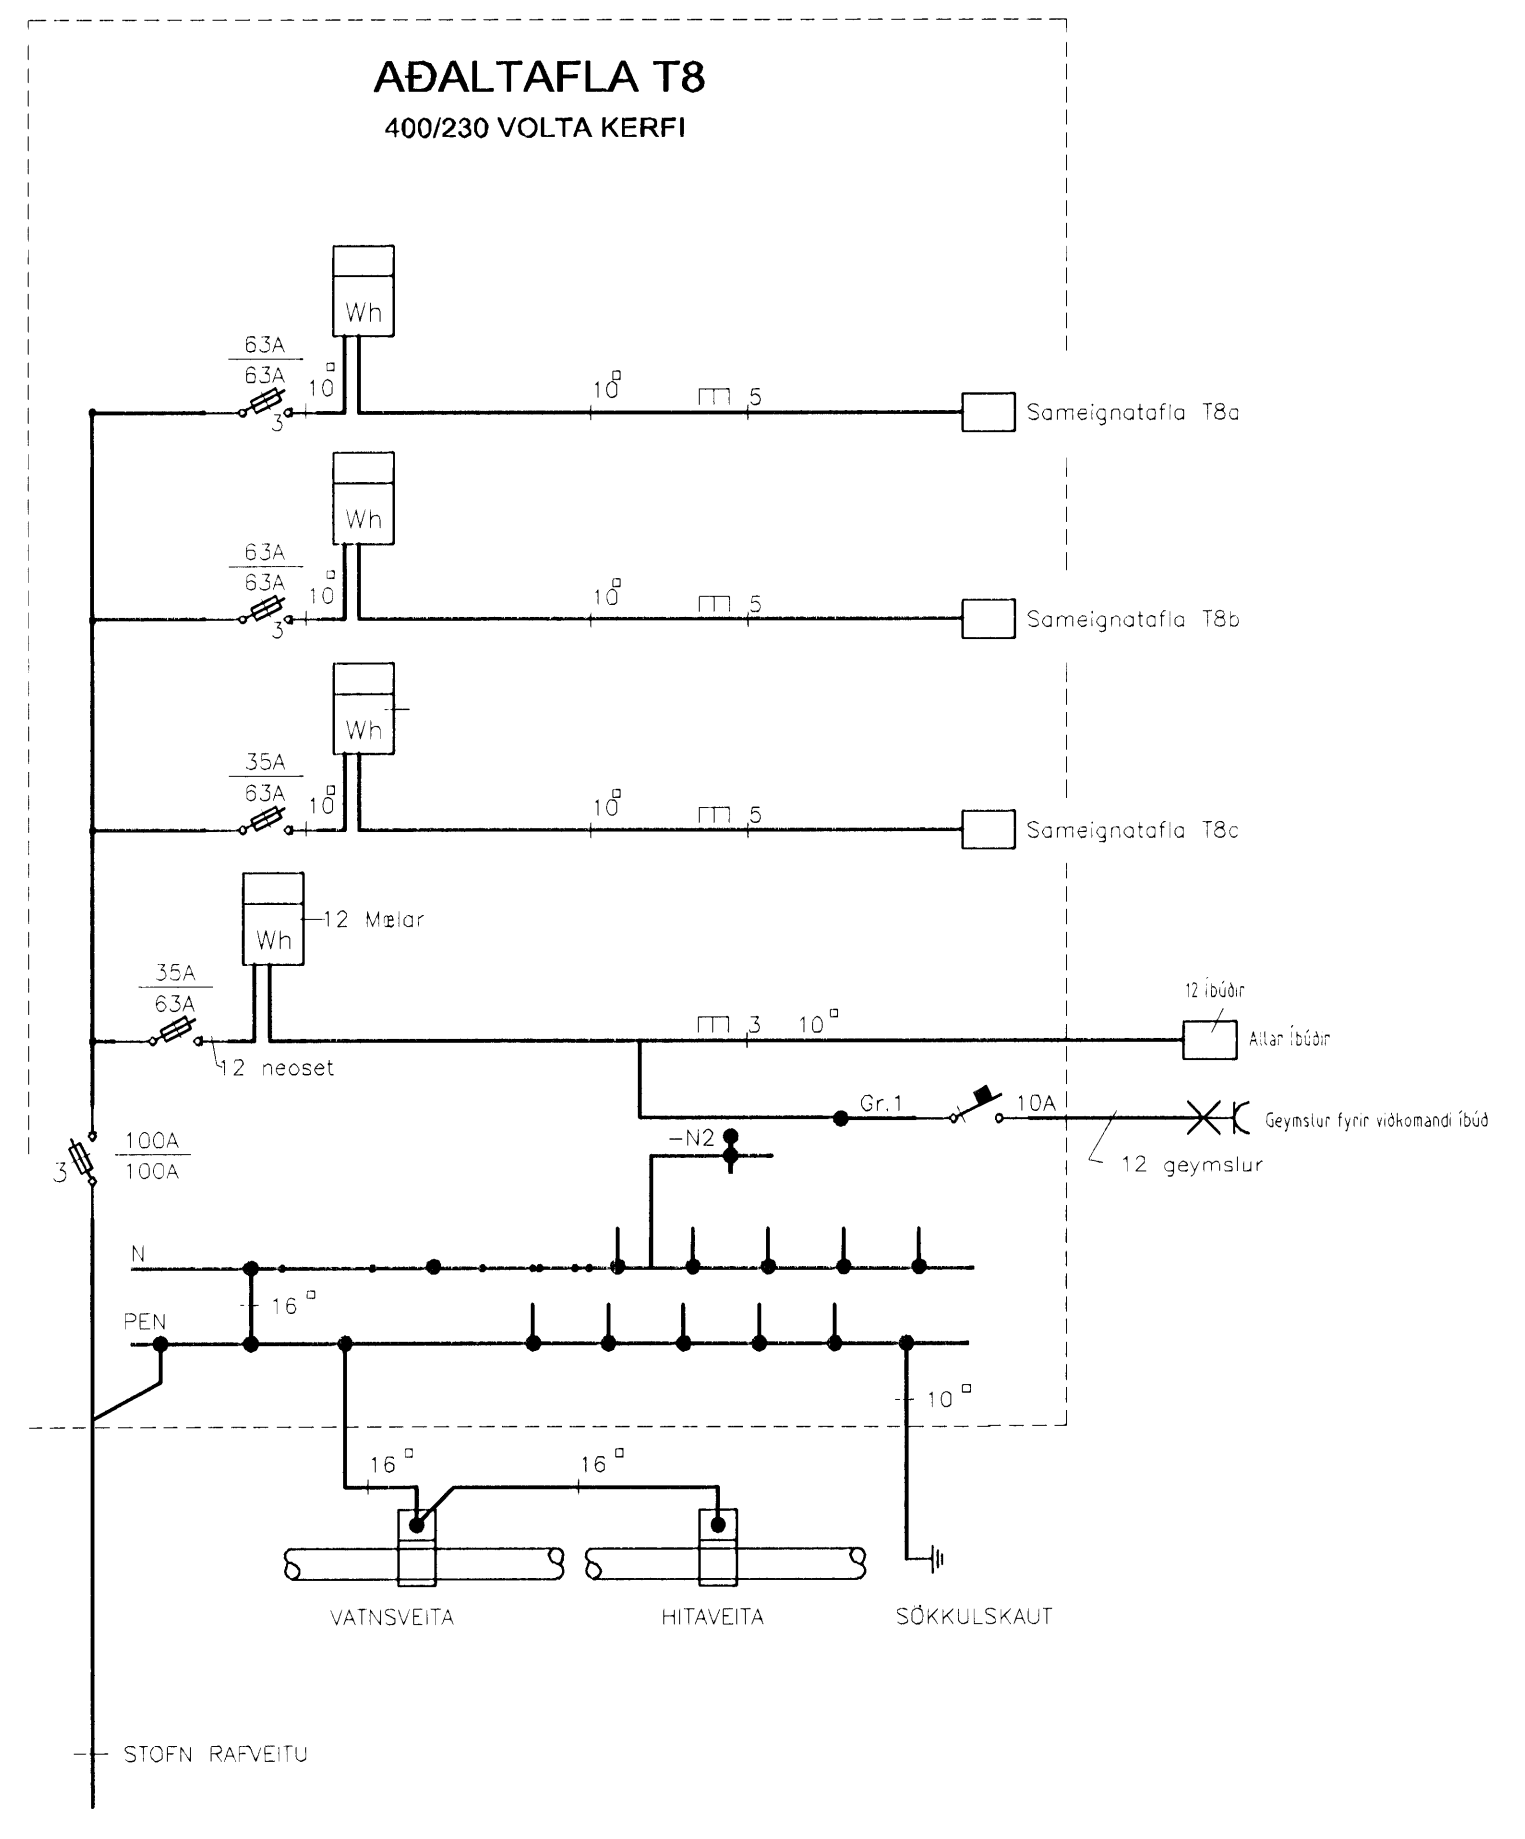 AÐALTAFLA T8
400/230 VOLTA KERFI
Wh
63A
63A
3
10□
10□
5
Sameignatafla T8a
Wh
63A
63A
3
10□
10□
5
Sameignatafla T8b
Wh
35A
63A
10□
10□
5
Sameignatafla T8c
12 Mælar
Wh
35A
63A
12 neoset
3 10□
12 íbúðir
Allar íbúðir
Gr.1
10A
Geymslur fyrir viðkomandi íbúð
12 geymslur
-N2
3
100A
100A
N
16□
PEN
10□
16□
16□
VATNSVEITA
HITAVEITA
SÖKKULSKAUT
STOFN RAFVEITU